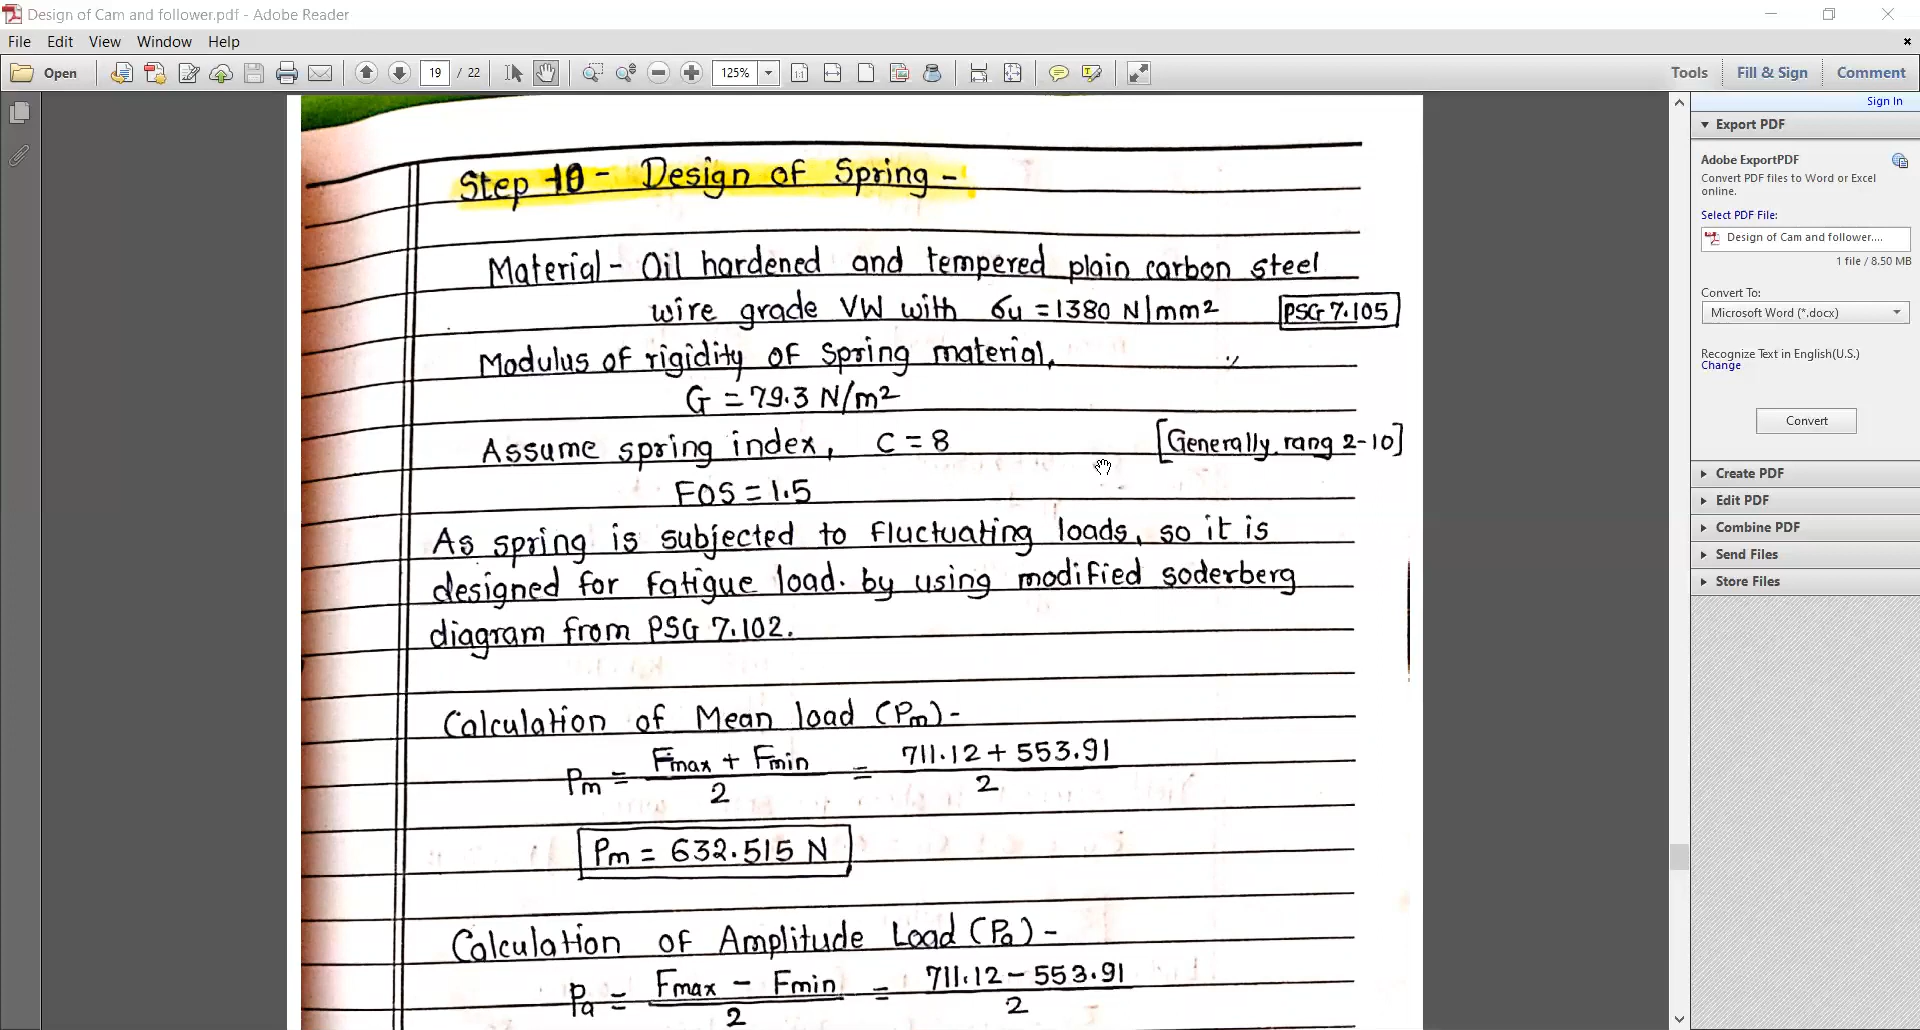 Design of Cam and follower.pdf - Adobe Reader
File Edit View Window Help
Open 19 / 22 125% Tools Fill & Sign Comment
Sign In
Export PDF
Adobe ExportPDF
Convert PDF files to Word or Excel online.
Select PDF File:
Design of Cam and follower....
1 file / 8.50 MB
Convert To:
Microsoft Word (*.docx)
Recognize Text in English(U.S.)
Change
Convert
Create PDF
Edit PDF
Combine PDF
Send Files
Store Files
Step 10 - Design of Spring -
Material - Oil hardened and tempered plain carbon steel
wire grade VW with σu = 1380 N/mm² PSG 7.105
Modulus of rigidity of spring material,
G = 79.3 N/m²
Assume spring index, C = 8 [Generally, rang 2-10]
FOS = 1.5
As spring is subjected to fluctuating loads, so it is
designed for fatigue load. by using modified soderberg
diagram from PSG 7.102.
Calculation of Mean load (Pm) -
Pm = Fmax + Fmin / 2 = 711.12 + 553.91 / 2
Pm = 632.515 N
Calculation of Amplitude Load (Pa) -
Pa = Fmax - Fmin / 2 = 711.12 - 553.91 / 2